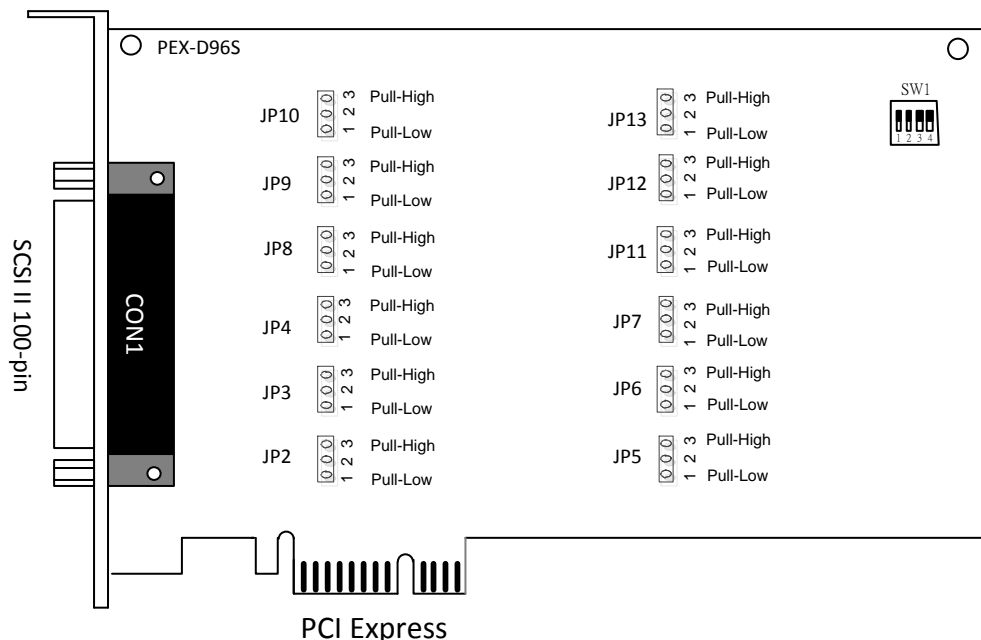 PEX-D96S
SW1
1 2 3 4
JP10
3 Pull-High
2
1 Pull-Low
JP13
3 Pull-High
2
1 Pull-Low
JP9
3 Pull-High
2
1 Pull-Low
JP12
3 Pull-High
2
1 Pull-Low
JP8
3 Pull-High
2
1 Pull-Low
JP11
3 Pull-High
2
1 Pull-Low
JP4
3 Pull-High
2
1 Pull-Low
JP7
3 Pull-High
2
1 Pull-Low
JP3
3 Pull-High
2
1 Pull-Low
JP6
3 Pull-High
2
1 Pull-Low
JP2
3 Pull-High
2
1 Pull-Low
JP5
3 Pull-High
2
1 Pull-Low
SCSI II 100-pin
CON1
PCI Express